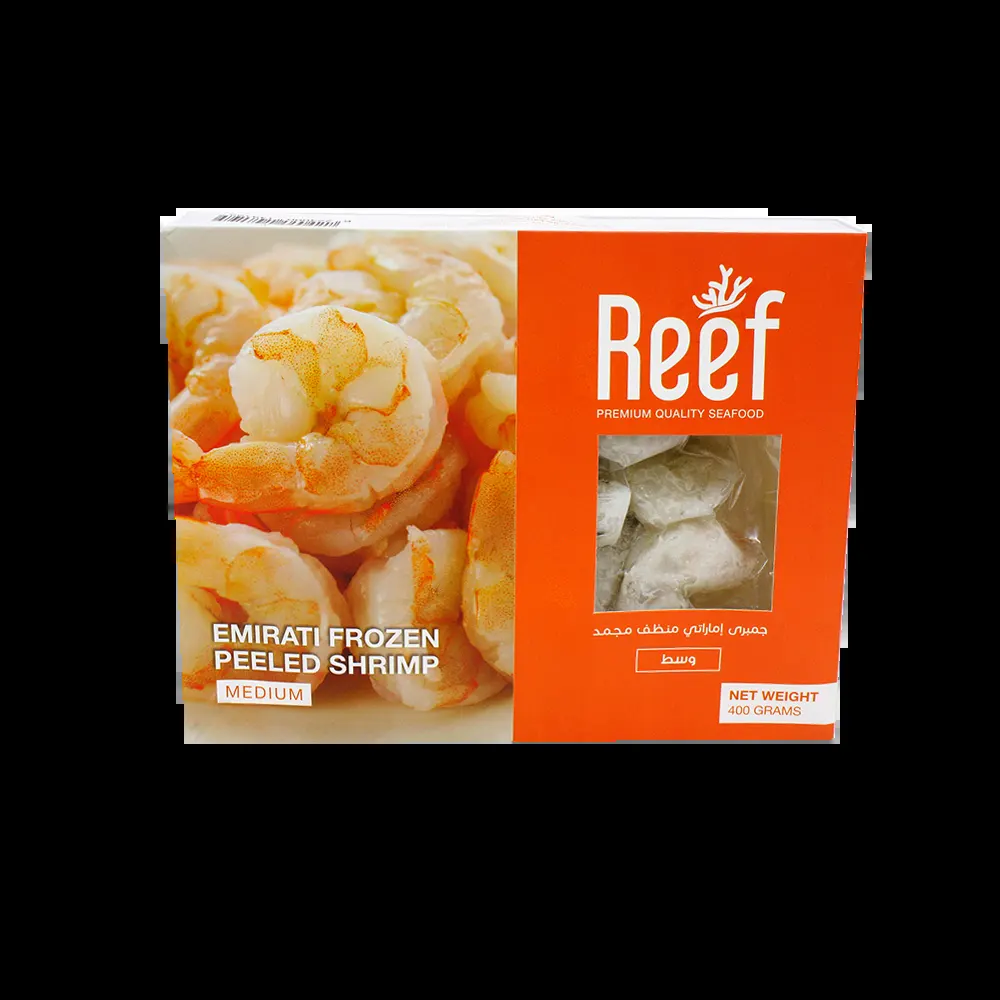 Reef
PREMIUM QUALITY SEAFOOD
EMIRATI FROZEN
PEELED SHRIMP
MEDIUM
جمبري إماراتي منظف مجمد
وسط
NET WEIGHT
400 GRAMS